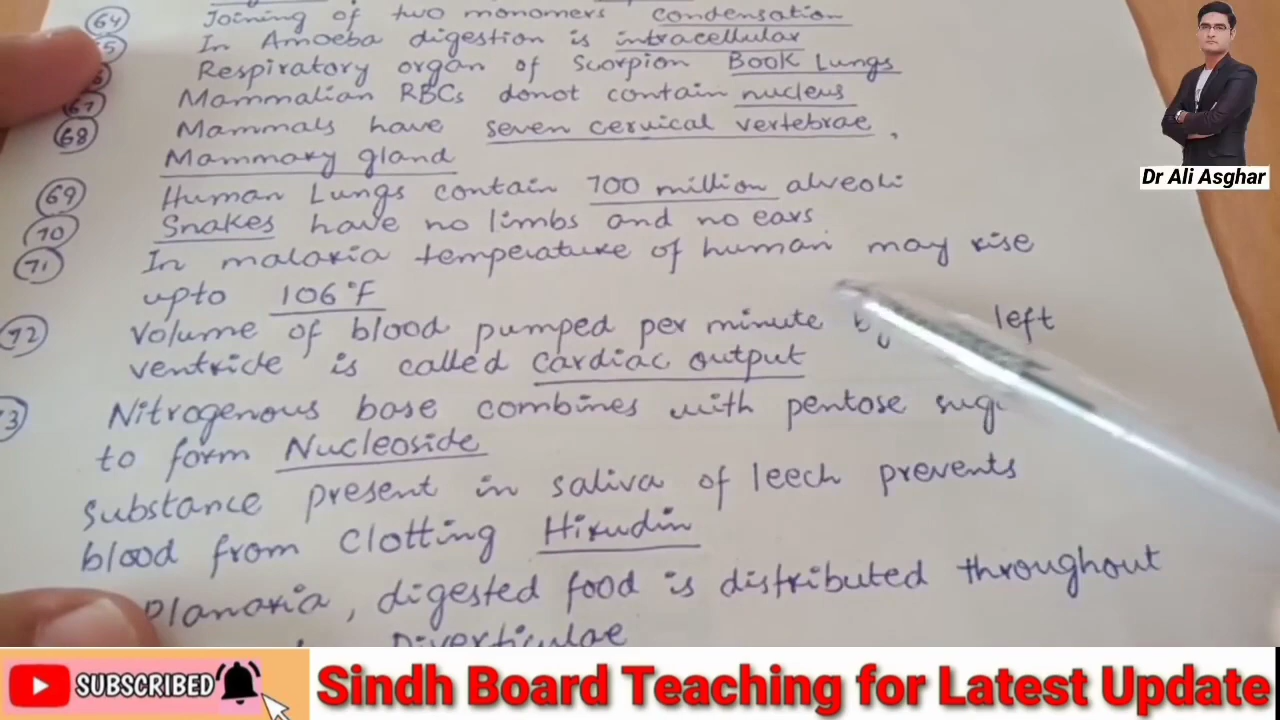 64 Joining of two monomers condensation
In Amoeba digestion is intracellular
Respiratory organ of Scorpion Book Lungs
67 Mammalian RBCs donot contain nucleus
68 Mammals have seven cervical vertebrae,
Mammary gland
69 Human Lungs contain 700 million alveoli
70 Snakes have no limbs and no ears
71 In malaria temperature of human may rise
upto 106°F
72 Volume of blood pumped per minute left
ventricle is called cardiac output
Nitrogenous base combines with pentose
to form Nucleoside
substance present in saliva of leech prevents
blood from clotting Hirudin
Planaria, digested food is distributed throughout
Diverticulae
Dr Ali Asghar
SUBSCRIBED Sindh Board Teaching for Latest Update